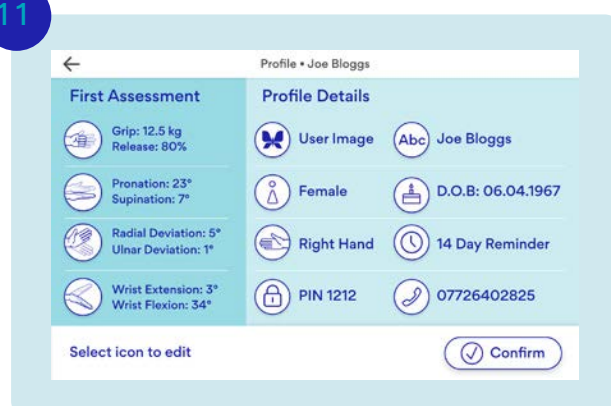 11
Profile • Joe Bloggs
First Assessment
Grip: 12.5 kg
Release: 80%
Pronation: 23°
Supination: 7°
Radial Deviation: 5°
Ulnar Deviation: 1°
Wrist Extension: 3°
Wrist Flexion: 34°
Profile Details
User Image
Abc
Joe Bloggs
Female
D.O.B: 06.04.1967
Right Hand
14 Day Reminder
PIN 1212
07726402825
Select icon to edit
Confirm